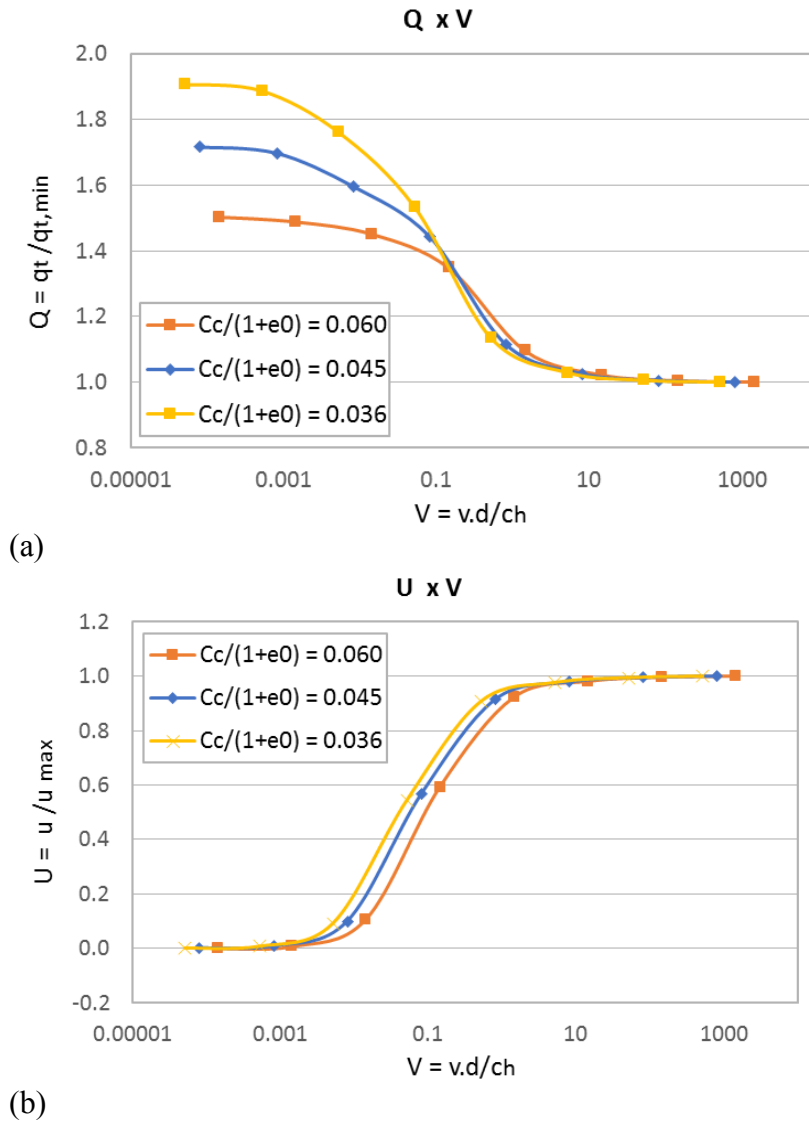 Q x V
2.0
1.8
1.6
1.4
1.2
1.0
0.8
Q = qt /qt,min
Cc/(1+e0) = 0.060
Cc/(1+e0) = 0.045
Cc/(1+e0) = 0.036
0.00001 0.001 0.1 10 1000
V = v.d/ch
(a)
U x V
1.2
1.0
0.8
0.6
0.4
0.2
0.0
-0.2
U = u /u max
Cc/(1+e0) = 0.060
Cc/(1+e0) = 0.045
Cc/(1+e0) = 0.036
0.00001 0.001 0.1 10 1000
V = v.d/ch
(b)